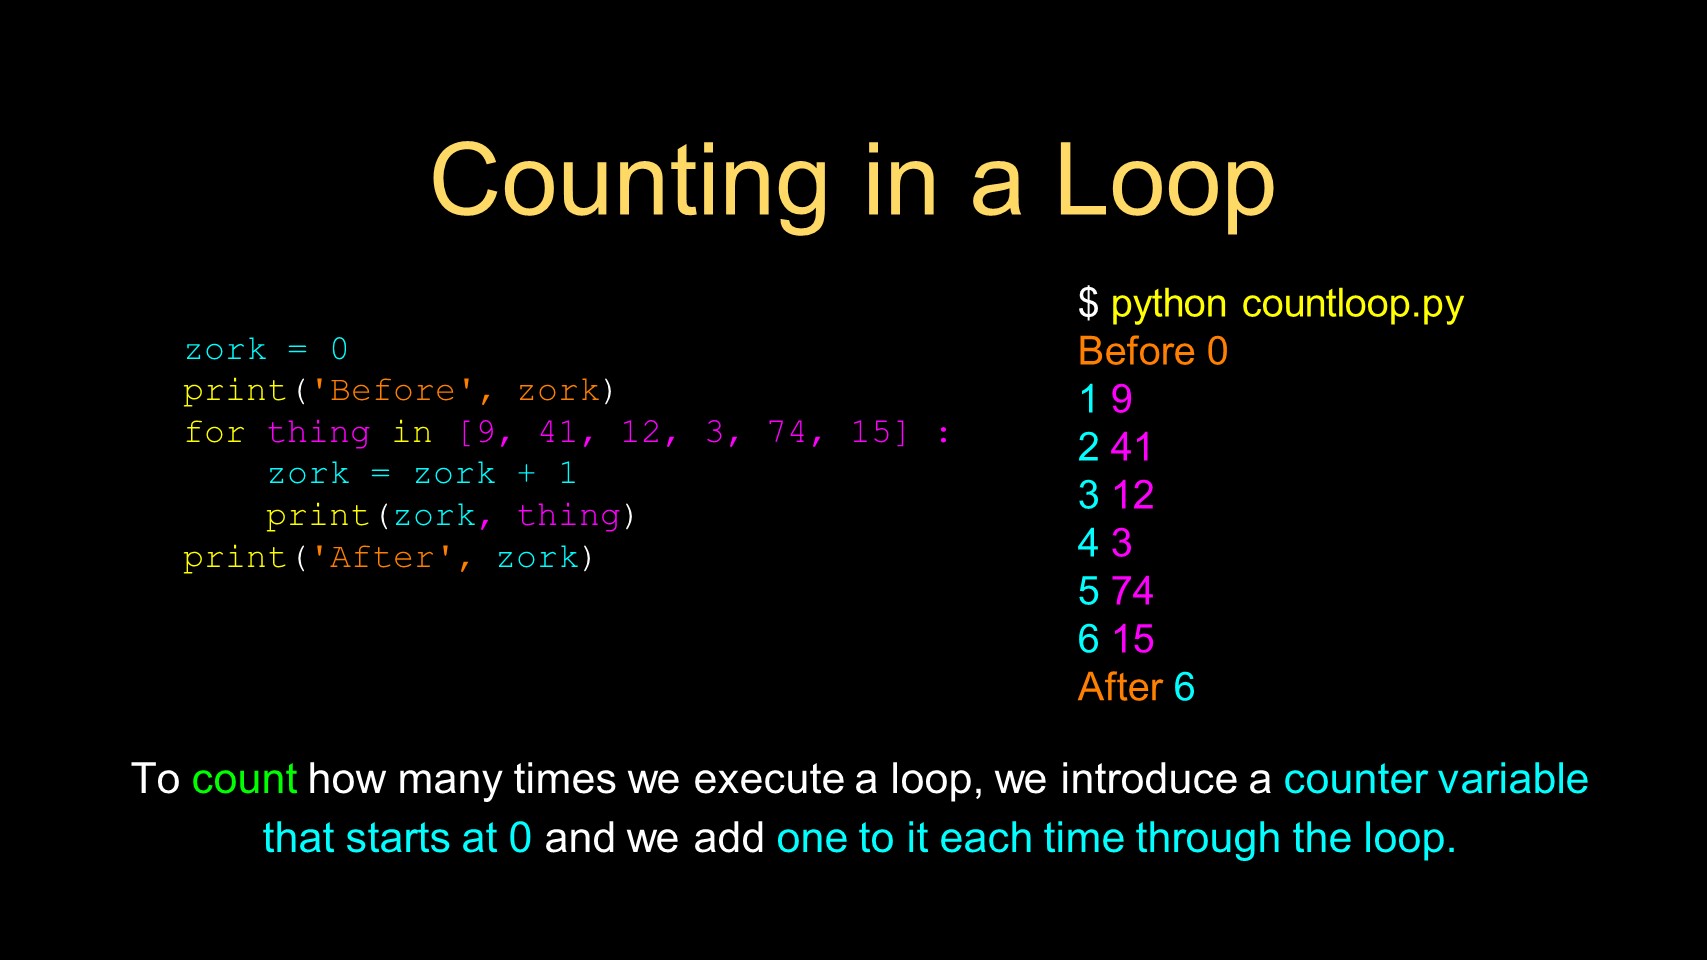 Counting in a Loop
zork = 0
print('Before', zork)
for thing in [9, 41, 12, 3, 74, 15] :
    zork = zork + 1
    print(zork, thing)
print('After', zork)
$ python countloop.py
Before 0
1 9
2 41
3 12
4 3
5 74
6 15
After 6
To count how many times we execute a loop, we introduce a counter variable
that starts at 0 and we add one to it each time through the loop.